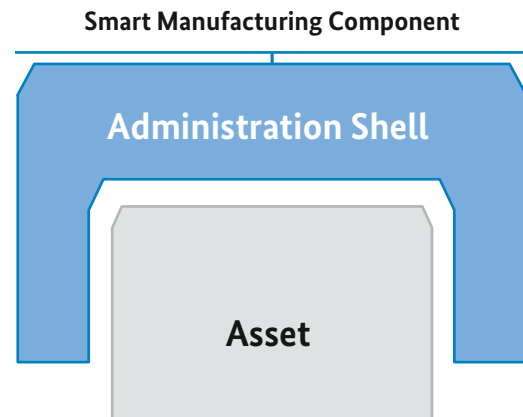 Smart Manufacturing Component
Administration Shell
Asset